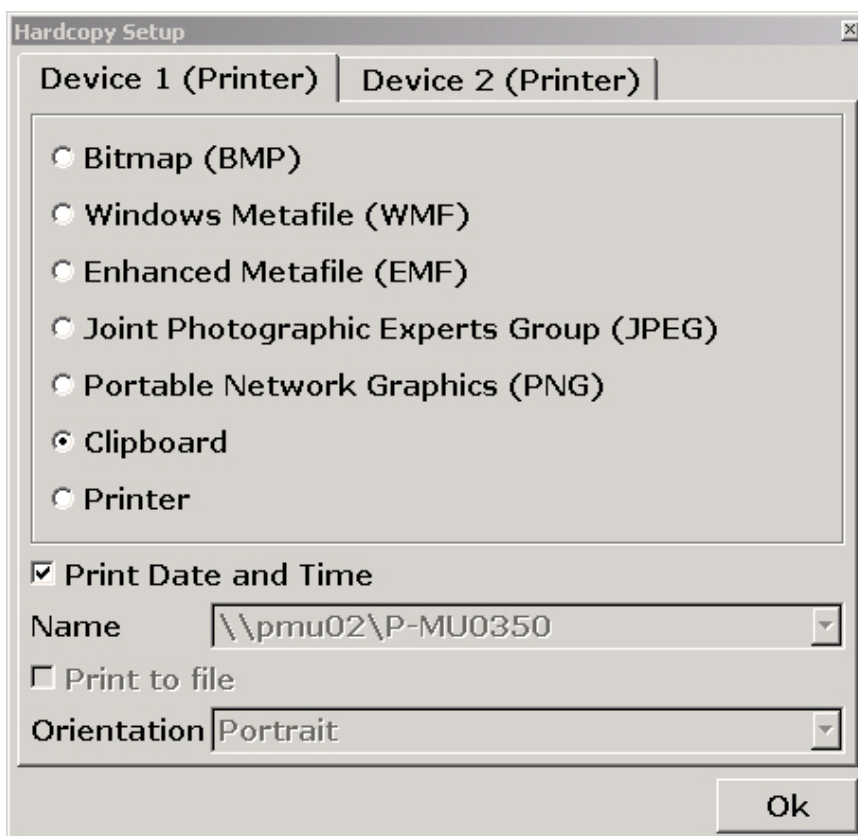 Hardcopy Setup
Device 1 (Printer) Device 2 (Printer)
Bitmap (BMP)
Windows Metafile (WMF)
Enhanced Metafile (EMF)
Joint Photographic Experts Group (JPEG)
Portable Network Graphics (PNG)
Clipboard
Printer
Print Date and Time
Name \\pmu02\P-MU0350
Print to file
Orientation Portrait
Ok